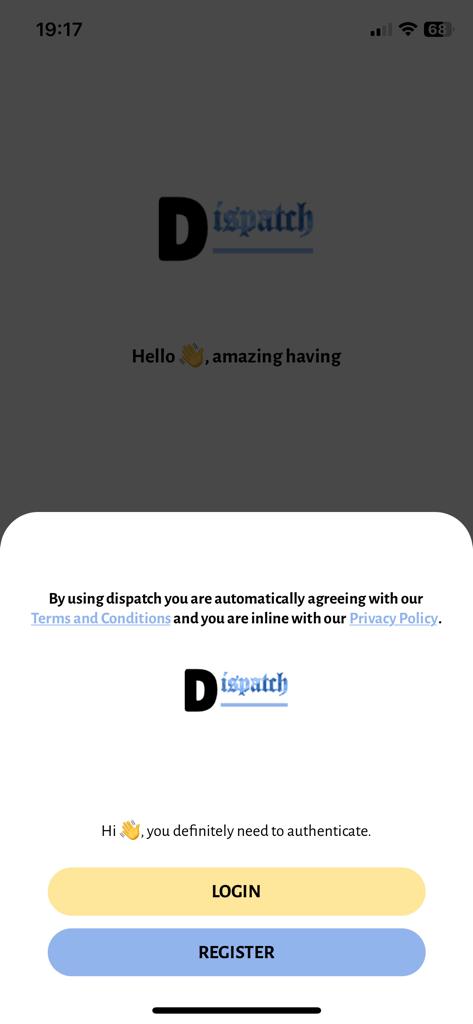 19:17
68
Dispatch
Hello 👋, amazing having
By using dispatch you are automatically agreeing with our
Terms and Conditions and you are inline with our Privacy Policy.
Dispatch
Hi 👋, you definitely need to authenticate.
LOGIN
REGISTER